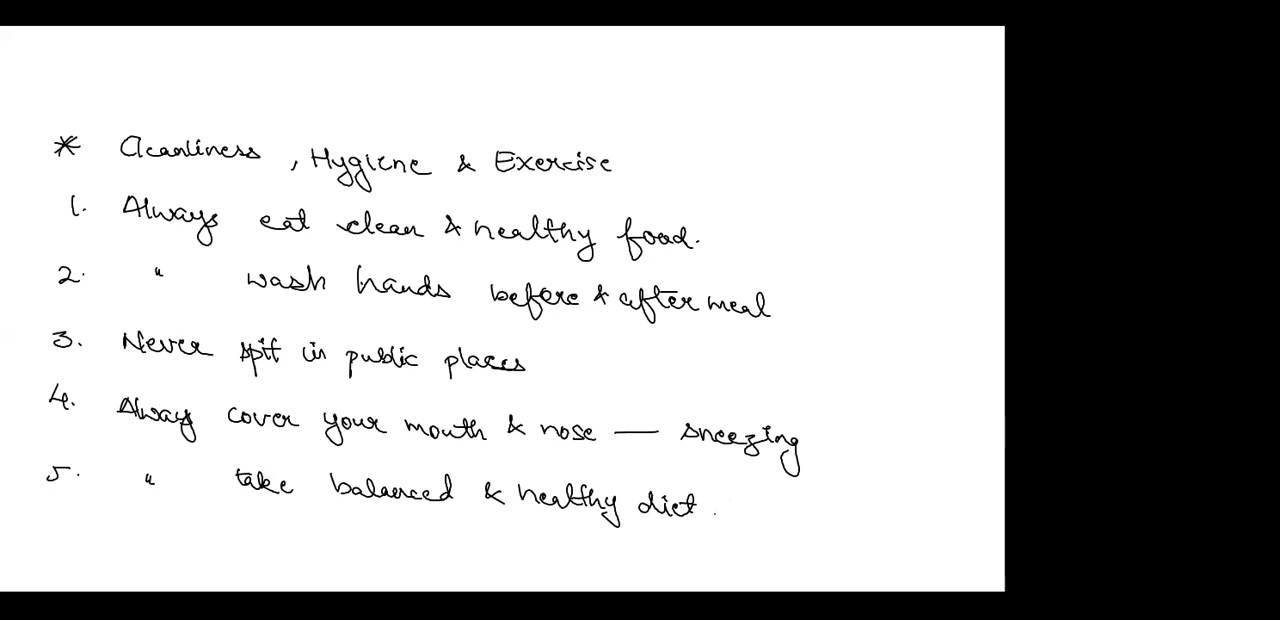 * Cleanliness, Hygiene & Exercise
1. Always eat clean & healthy food.
2. " wash hands before & after meal
3. Never spit in public places
4. Always cover your mouth & nose — sneezing
5. " take balanced & healthy diet.